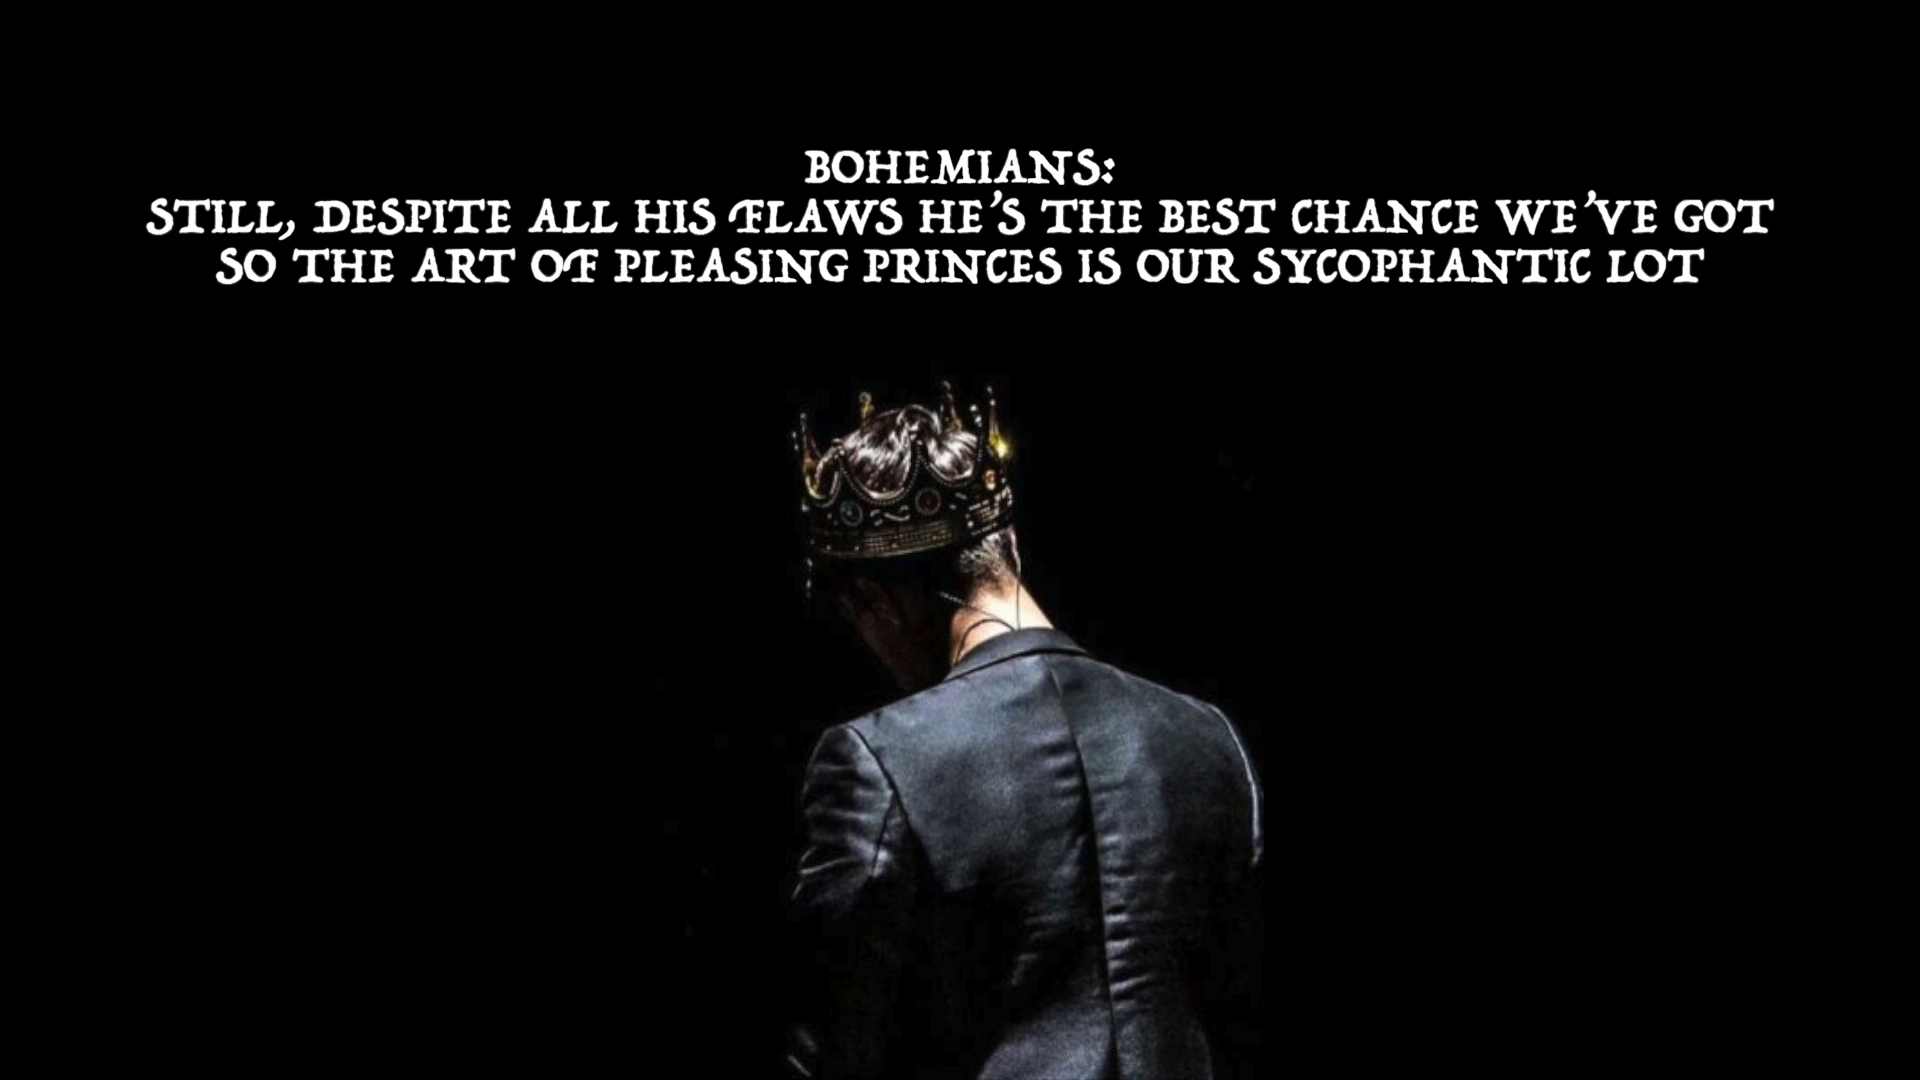 BOHEMIANS:
STILL, DESPITE ALL HIS FLAWS HE'S THE BEST CHANCE WE'VE GOT
SO THE ART OF PLEASING PRINCES IS OUR SYCOPHANTIC LOT